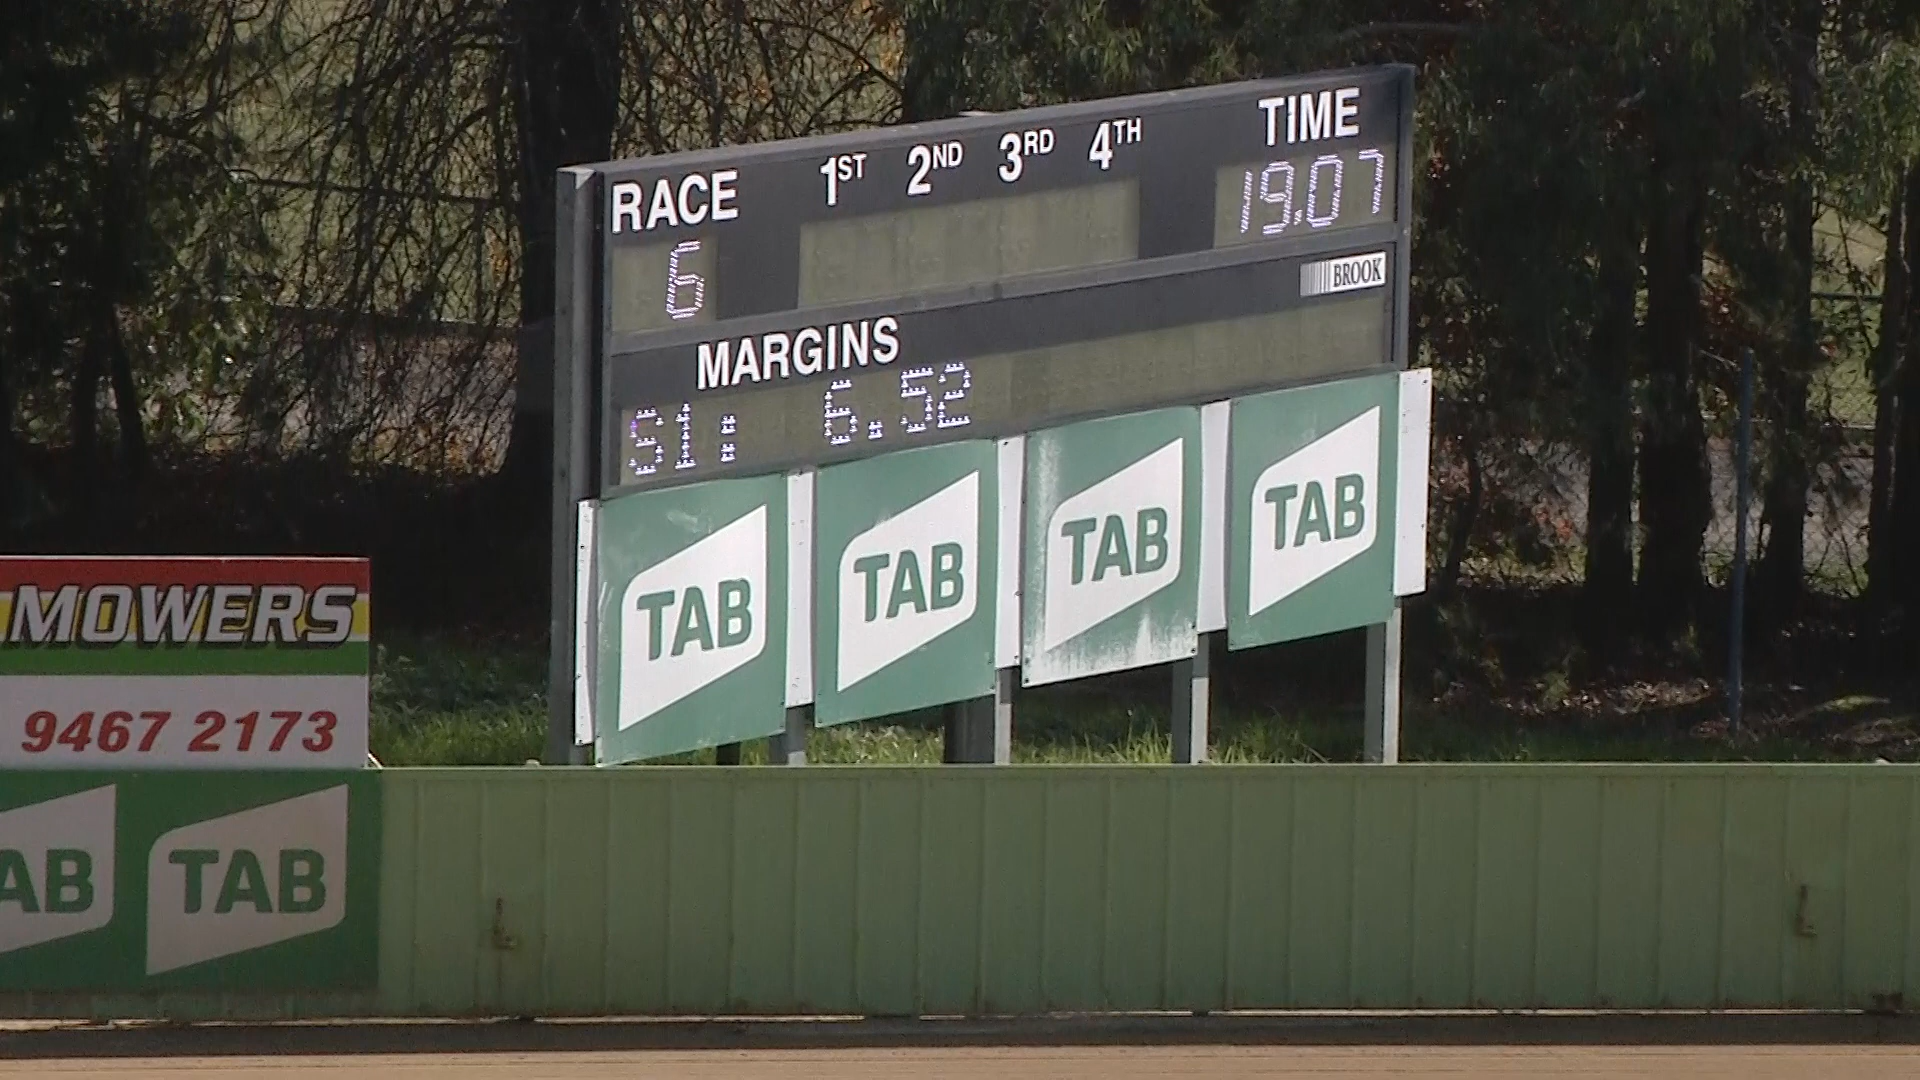 RACE 1ST 2ND 3RD 4TH TIME
6 19.07
BROOK
MARGINS
S1: 6.52
TAB TAB TAB TAB
MOWERS
9467 2173
AB TAB